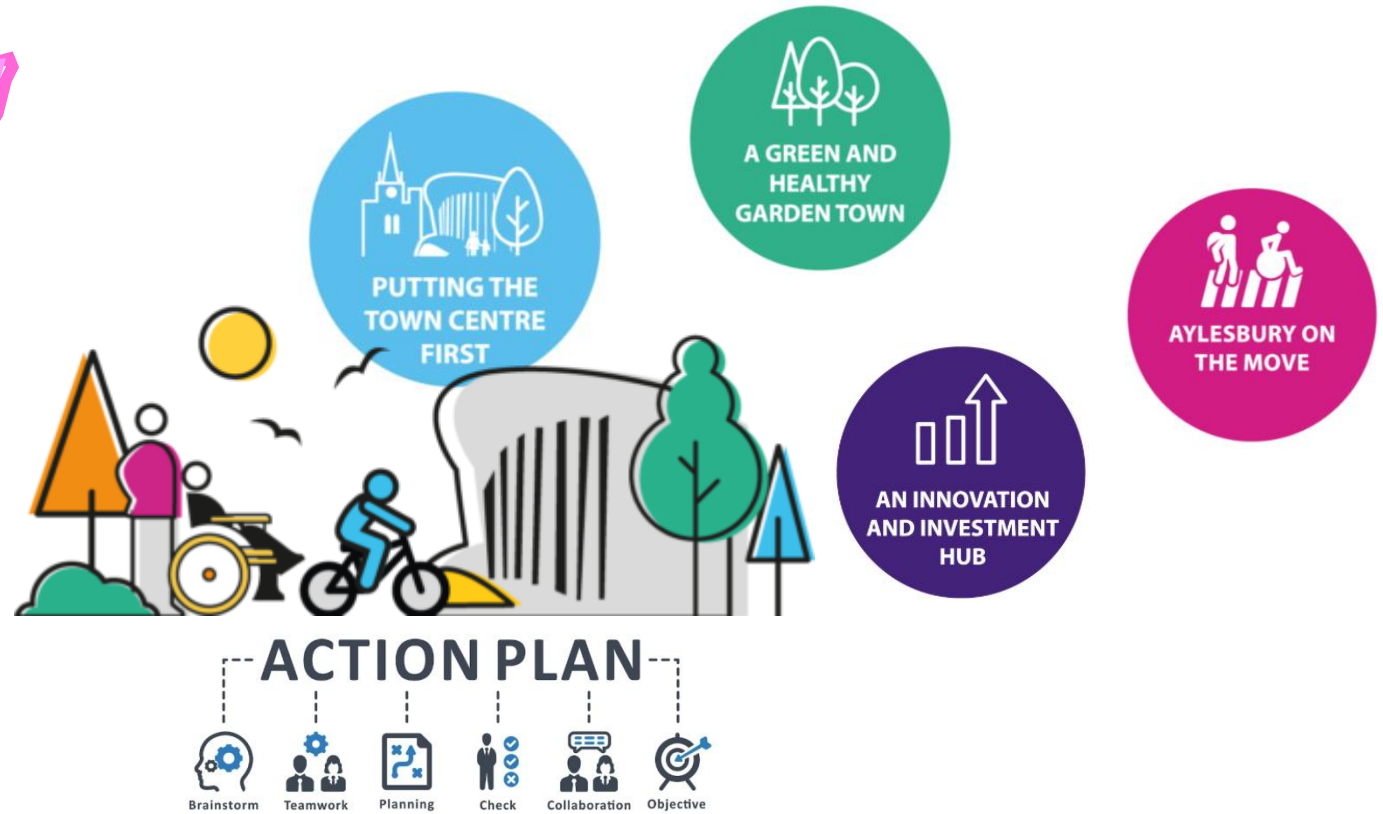 A GREEN AND
HEALTHY
GARDEN TOWN
PUTTING THE
TOWN CENTRE
FIRST
AYLESBURY ON
THE MOVE
AN INNOVATION
AND INVESTMENT
HUB
ACTION PLAN
Brainstorm
Teamwork
Planning
Check
Collaboration
Objective